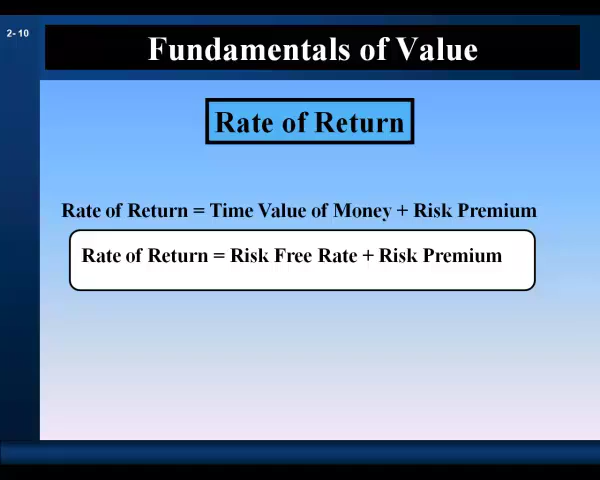 2- 10
Fundamentals of Value
Rate of Return
Rate of Return = Time Value of Money + Risk Premium
Rate of Return = Risk Free Rate + Risk Premium